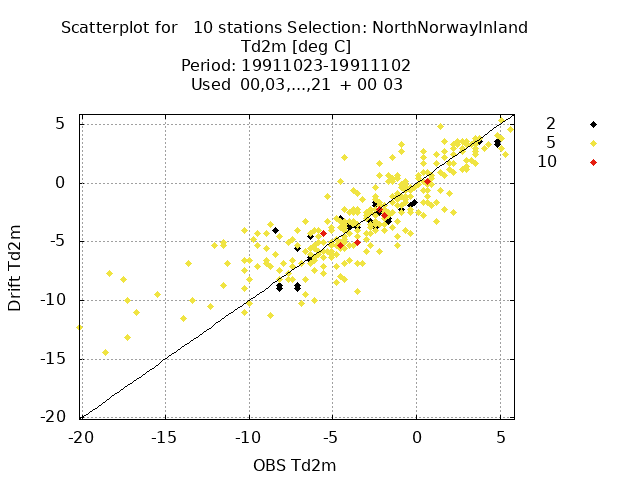 Scatterplot for 10 stations Selection: NorthNorwayInland
Td2m [deg C]
Period: 19911023-19911102
Used 00,03,...,21 + 00 03
2
5
10
5
0
-5
-10
-15
-20
-20 -15 -10 -5 0 5
Drift Td2m
OBS Td2m